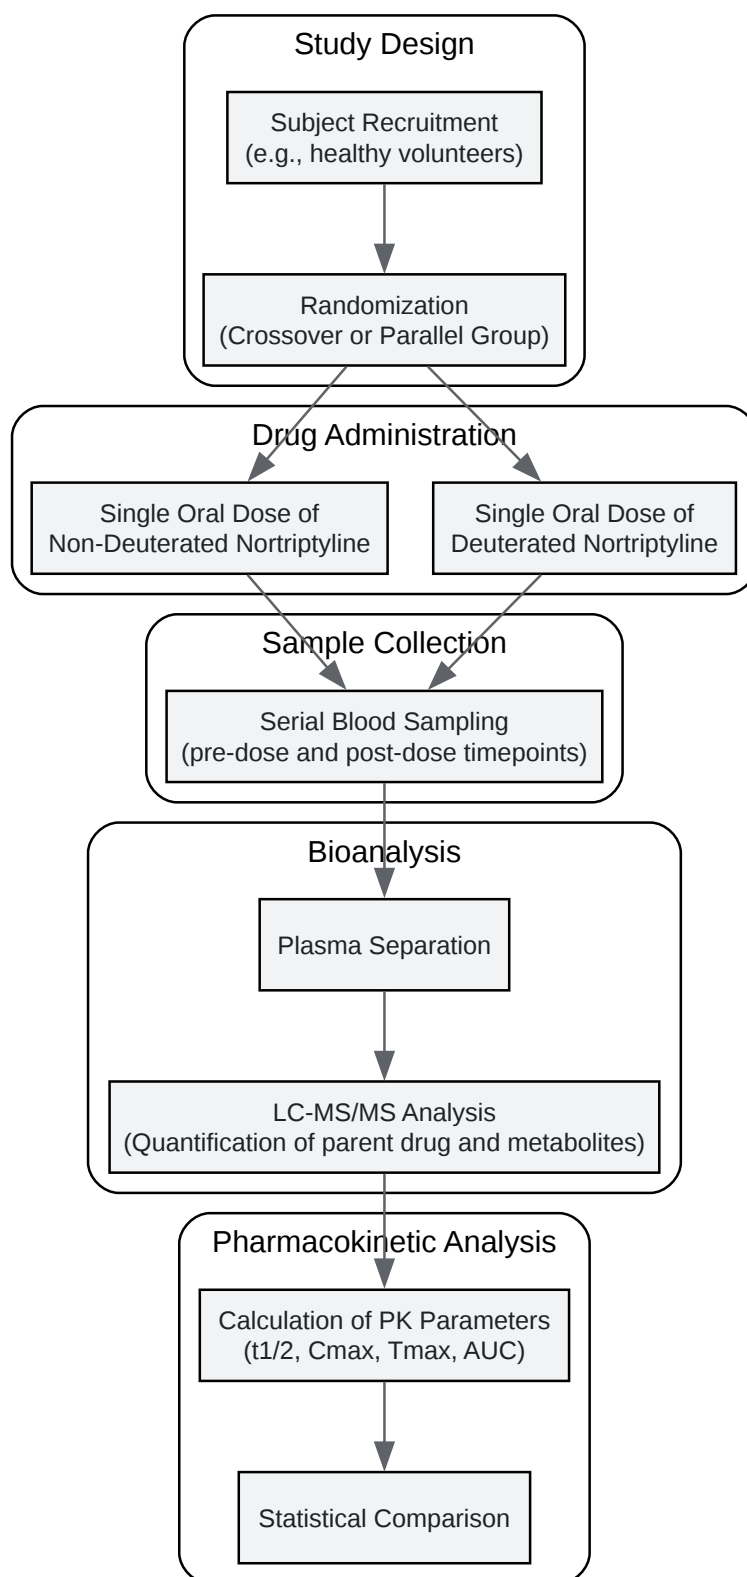 Study Design
Subject Recruitment
(e.g., healthy volunteers)
Randomization
(Crossover or Parallel Group)
Drug Administration
Single Oral Dose of
Non-Deuterated Nortriptyline
Single Oral Dose of
Deuterated Nortriptyline
Sample Collection
Serial Blood Sampling
(pre-dose and post-dose timepoints)
Bioanalysis
Plasma Separation
LC-MS/MS Analysis
(Quantification of parent drug and metabolites)
Pharmacokinetic Analysis
Calculation of PK Parameters
(t1/2, Cmax, Tmax, AUC)
Statistical Comparison